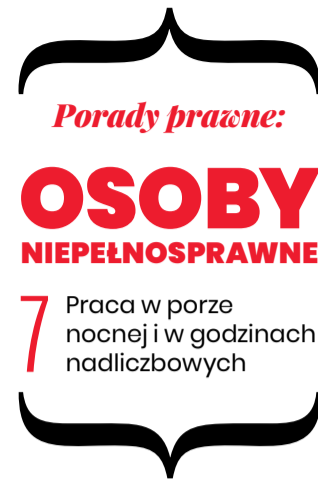 Porady prawne:
OSOBY
NIEPEŁNOSPRAWNE
7 Praca w porze
nocnej i w godzinach
nadliczbowych